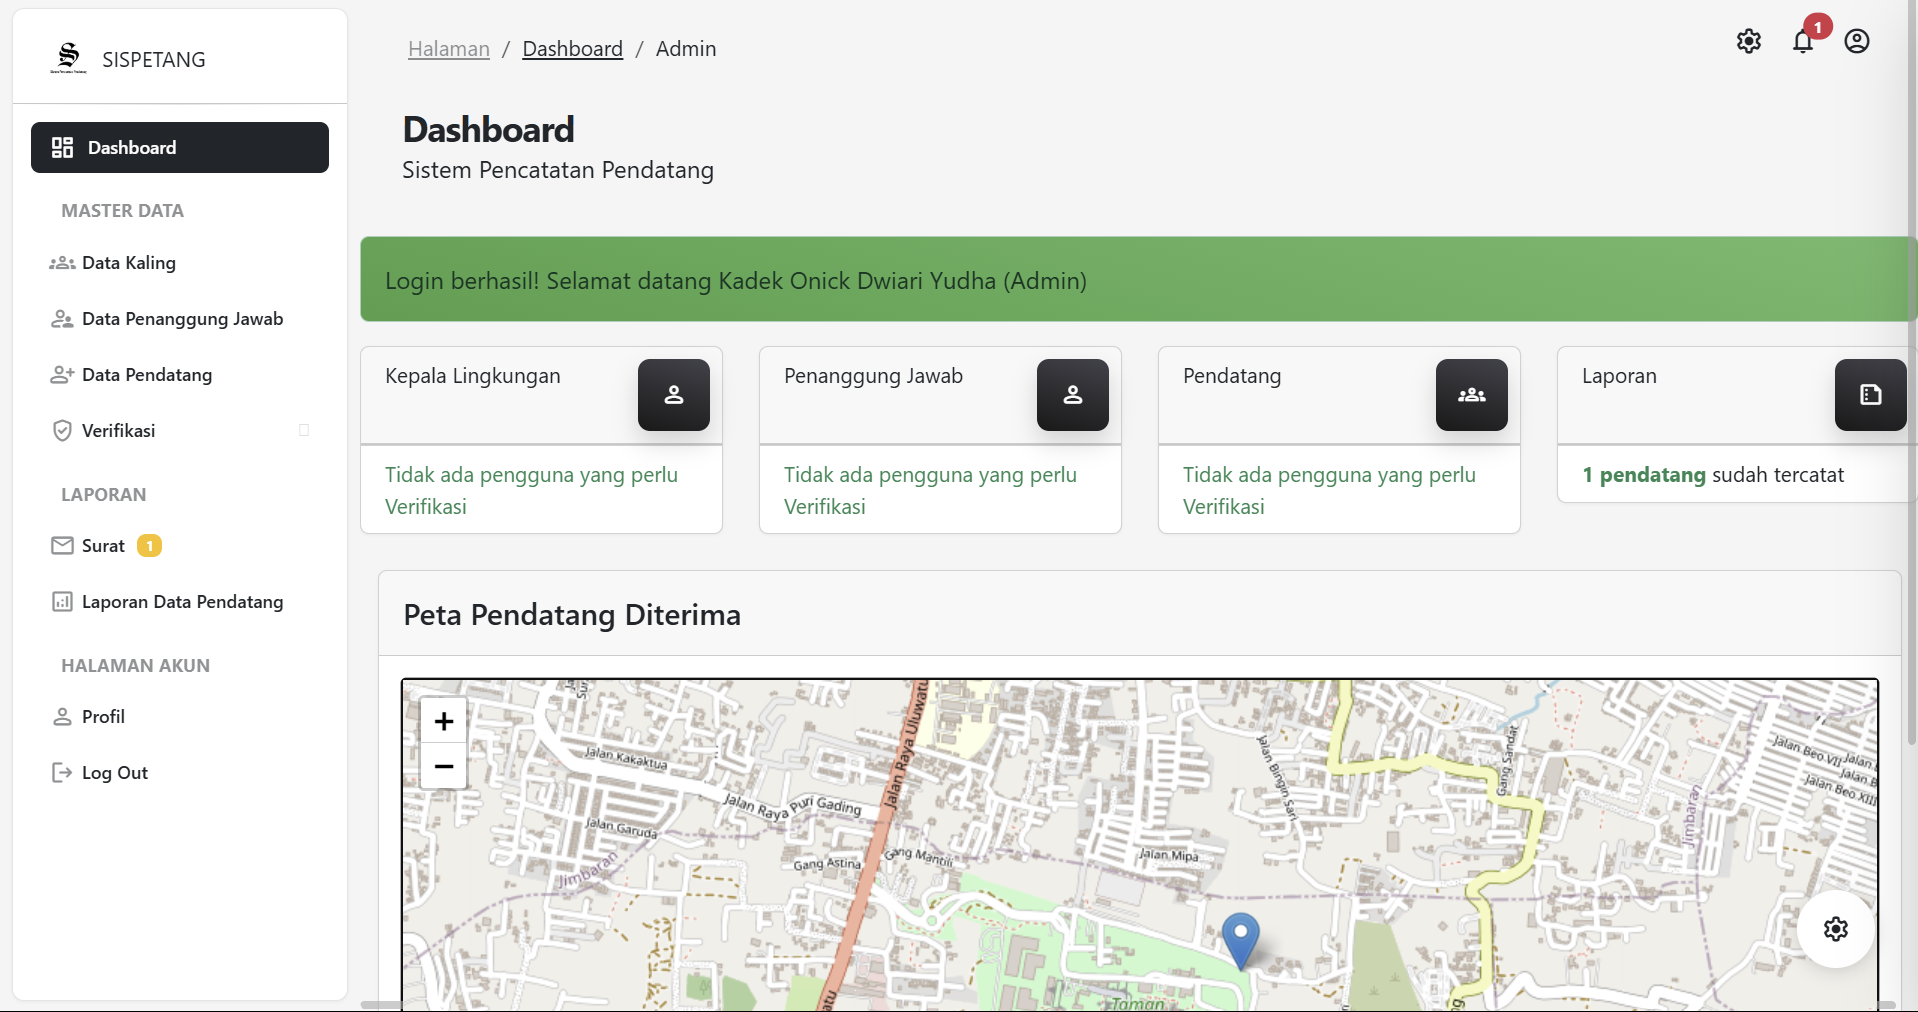 SISPETANG
Dashboard
MASTER DATA
Data Kaling
Data Penanggung Jawab
Data Pendatang
Verifikasi
LAPORAN
Surat 1
Laporan Data Pendatang
HALAMAN AKUN
Profil
Log Out
Halaman / Dashboard / Admin
1
Dashboard
Sistem Pencatatan Pendatang
Login berhasil! Selamat datang Kadek Onick Dwiari Yudha (Admin)
Kepala Lingkungan
Tidak ada pengguna yang perlu
Verifikasi
Penanggung Jawab
Tidak ada pengguna yang perlu
Verifikasi
Pendatang
Tidak ada pengguna yang perlu
Verifikasi
Laporan
1 pendatang sudah tercatat
Peta Pendatang Diterima
+
−
Jalan Raya Uluwatu
Jalan Kakaktua
Jalan Raya Puri Gading
Jalan Garuda
Jimbaran
Gang Astina
Gang Mantili
Jalan Mipa
Jalan Bingin Sari
Gang Sandat
Jimbaran
Jalan Beo VII
Jalan Beo XIII
Taman